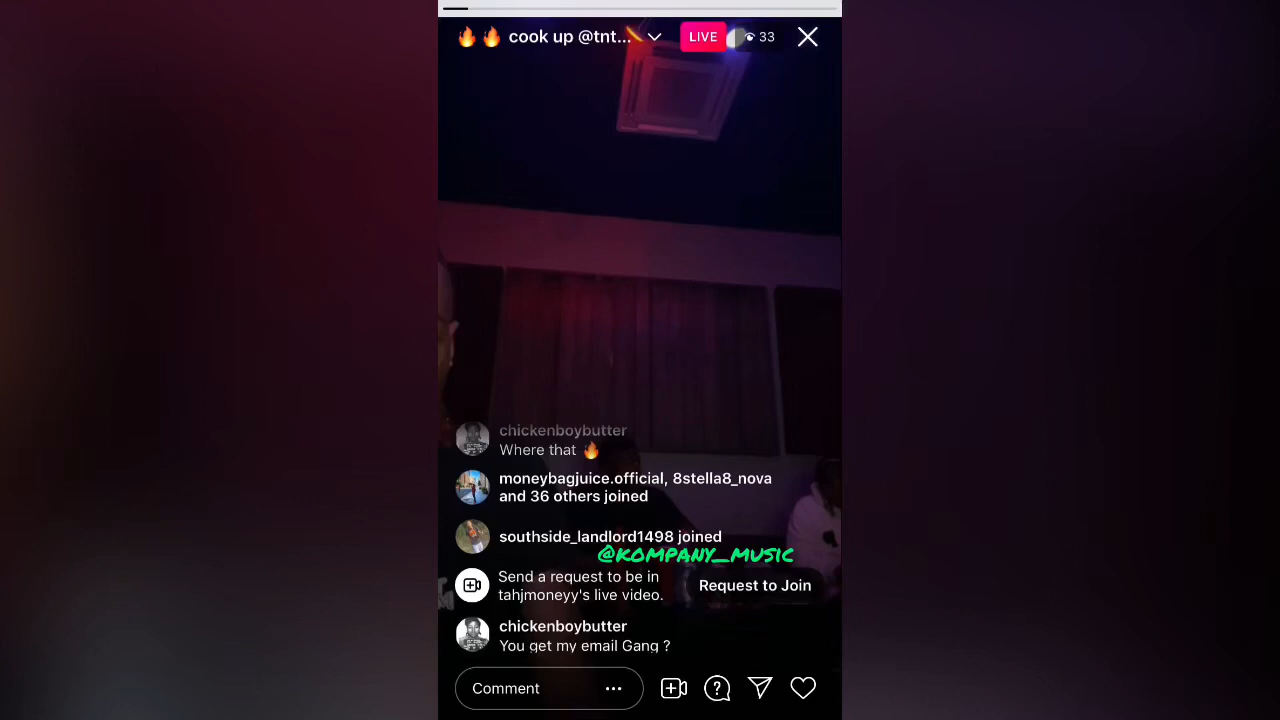 🔥🔥 cook up @tnt...
LIVE
33
chickenboybutter
Where that 🔥
moneybagjuice.official, 8stella8_nova
and 36 others joined
southside_landlord1498 joined
@KOMPANY_MUSIC
Send a request to be in
tahjmoneyy's live video.
Request to Join
chickenboybutter
You get my email Gang ?
Comment